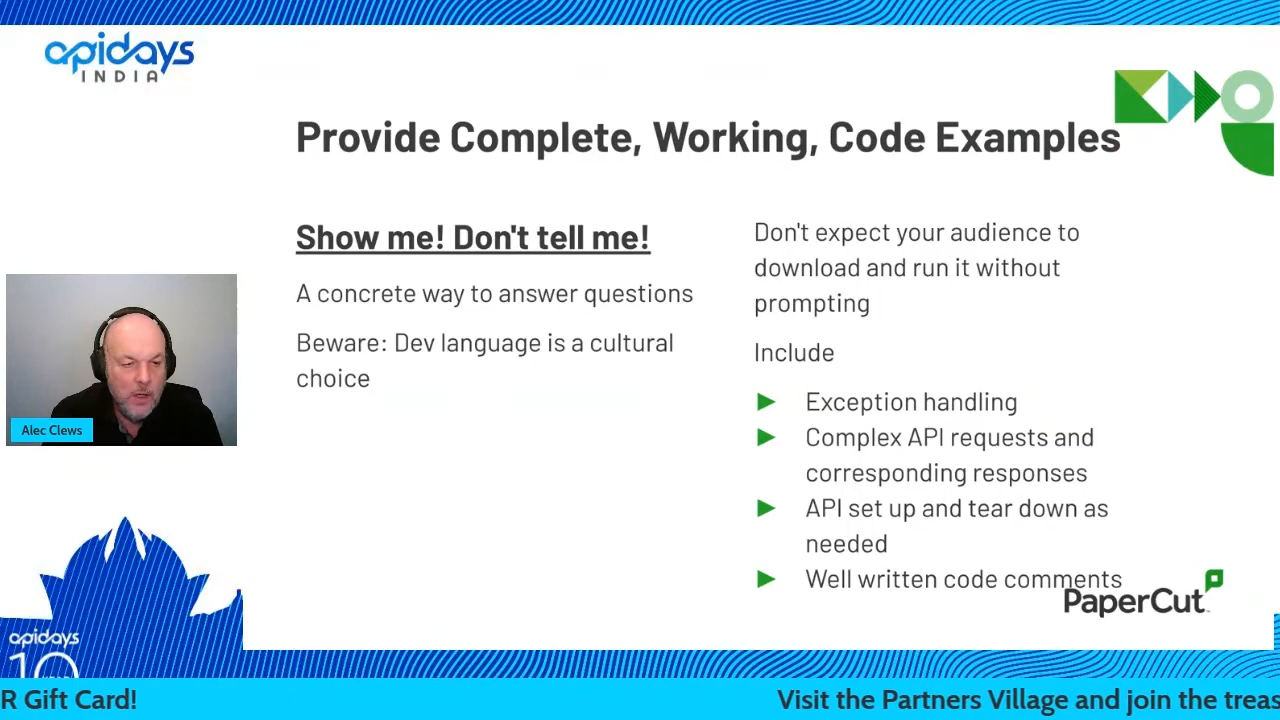 apidays
INDIA
Provide Complete, Working, Code Examples
Show me! Don't tell me!
A concrete way to answer questions
Beware: Dev language is a cultural
choice
Don't expect your audience to
download and run it without
prompting
Include
Exception handling
Complex API requests and
corresponding responses
API set up and tear down as
needed
Well written code comments
PaperCut
Alec Clews
apidays
10
R Gift Card!
Visit the Partners Village and join the treas